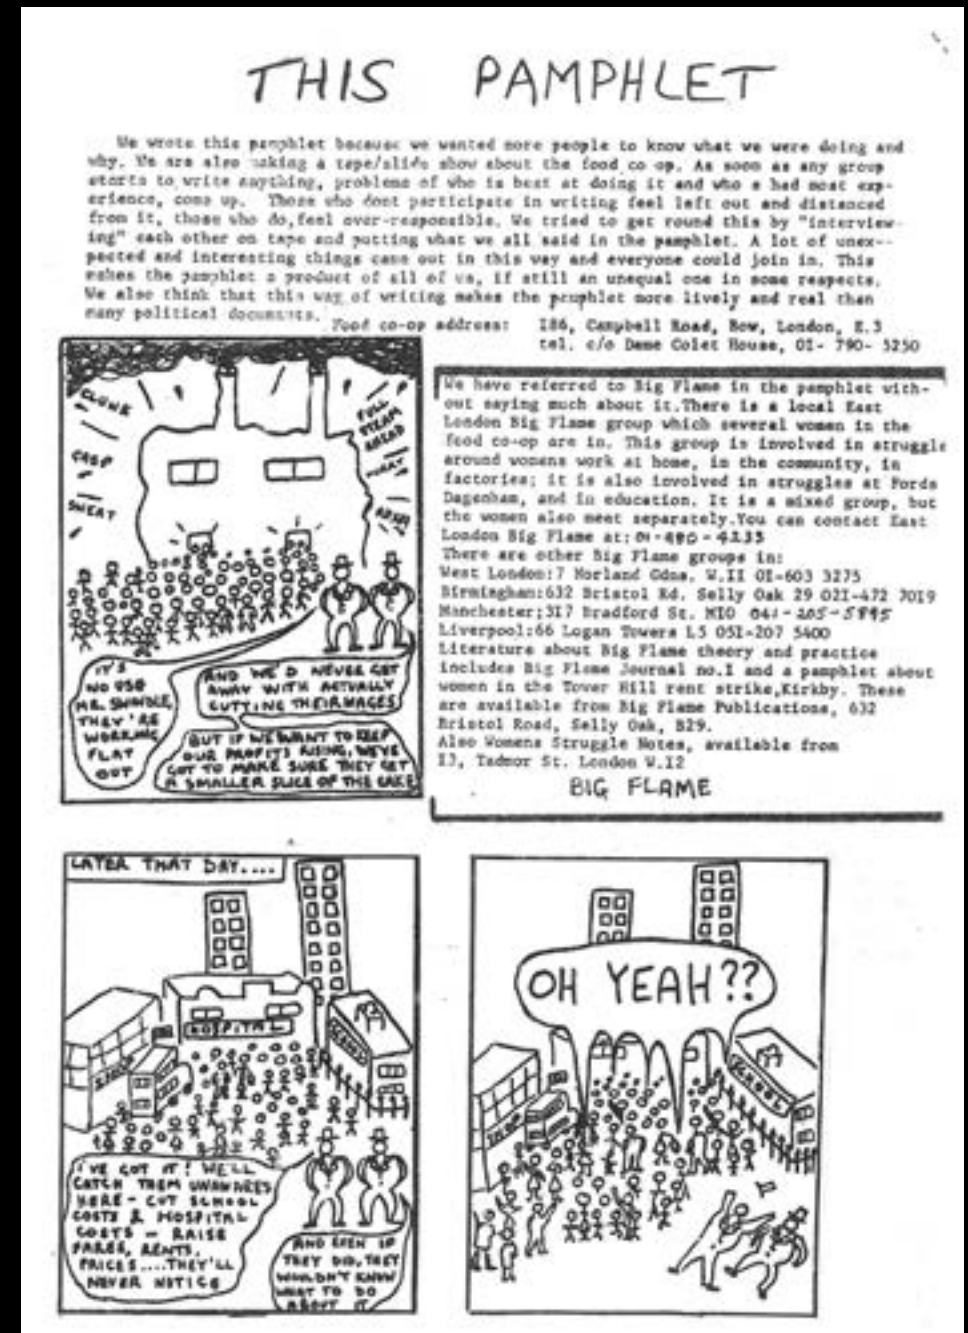 THIS PAMPHLET
We wrote this pamphlet because we wanted more people to know what we were doing and
why. We are also making a tape/slide show about the food co-op. As soon as any group
starts to write anything, problems of who is best at doing it and who s had most exp-
erience, come up. Those who dont participate in writing feel left out and distanced
from it, those who do, feel over-responsible. We tried to get round this by "interview-
ing" each other on tape and putting what we all said in the pamphlet. A lot of unex-
pected and interesting things came out in this way and everyone could join in. This
makes the pamphlet a product of all of us, if still an unequal one in some respects.
We also think that this way of writing makes the pamphlet more lively and real than
many political documents.
Food co-op address: 186, Campbell Road, Bow, London, E.3
tel. c/o Dame Colet House, 01- 790- 5250
CLUNK
GASP
SWEAT
FULL
STEAM
AHEAD
IT'S
NO USE
MR. SWINDLE,
THEY'RE
WORKING
FLAT
OUT
AND WE'D NEVER GET
AWAY WITH ACTUALLY
CUTTING THEIR WAGES
BUT IF WE WANT TO KEEP
OUR PROFITS RISING, WE'VE
GOT TO MAKE SURE THEY GET
A SMALLER SLICE OF THE CAKE
We have referred to Big Flame in the pamphlet with-
out saying much about it.There is a local East
London Big Flame group which several women in the
food co-op are in. This group is involved in struggle
around womens work at home, in the community, in
factories; it is also involved in struggles at Fords
Dagenham, and in education. It is a mixed group, but
the women also meet separately.You can contact East
London Big Flame at: 01-980-4233
There are other Big Flame groups in:
West London:7 Norland Gdns. W.II 0I-603 3275
Birmingham:632 Bristol Rd. Selly Oak 29 02I-472 7019
Manchester:317 Bradford St. M10 061-205-5895
Liverpool:66 Logan Towers L5 05I-207 5400
Literature about Big Flame theory and practice
includes Big Flame Journal no.I and a pamphlet about
women in the Tower Hill rent strike,Kirkby. These
are available from Big Flame Publications, 632
Bristol Road, Selly Oak, B29.
Also Womens Struggle Notes, available from
I3, Tadmor St. London W.I2
BIG FLAME
LATER THAT DAY....
HOSPITAL
SCHOOL
I'VE GOT IT! WE'LL
CATCH THEM UNAWARES
HERE - CUT SCHOOL
COSTS & HOSPITAL
COSTS - RAISE
FARES, RENTS,
PRICES....THEY'LL
NEVER NOTICE
AND EVEN IF
THEY DID, THEY
WOULDN'T KNOW
WHAT TO DO
ABOUT IT
OH YEAH??
SCHOOL